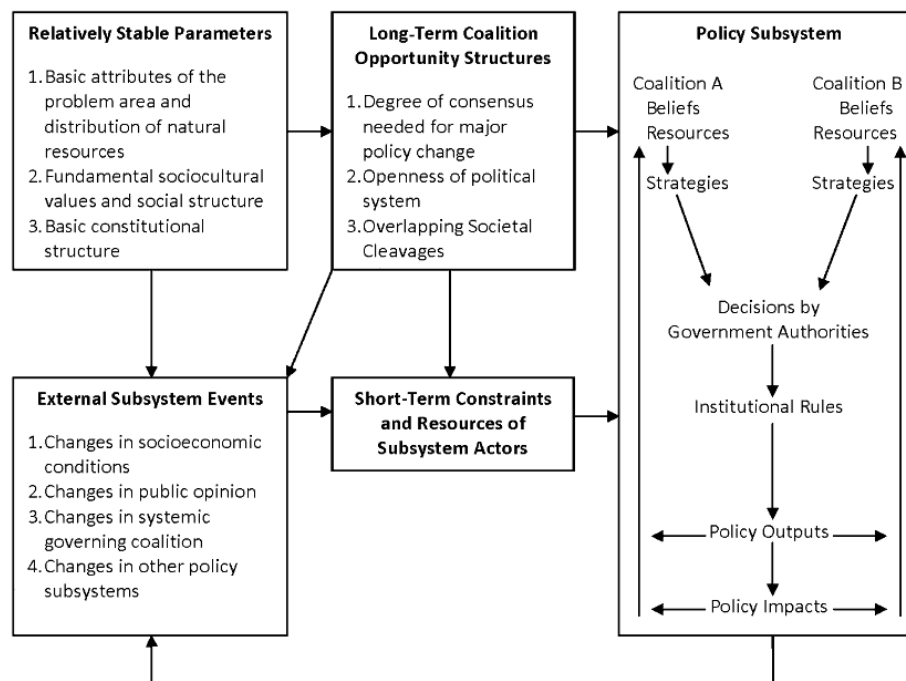 Relatively Stable Parameters
1. Basic attributes of the
problem area and
distribution of natural
resources
2. Fundamental sociocultural
values and social structure
3. Basic constitutional
structure
Long-Term Coalition
Opportunity Structures
1. Degree of consensus
needed for major
policy change
2. Openness of political
system
3. Overlapping Societal
Cleavages
External Subsystem Events
1. Changes in socioeconomic
conditions
2. Changes in public opinion
3. Changes in systemic
governing coalition
4. Changes in other policy
subsystems
Short-Term Constraints
and Resources of
Subsystem Actors
Policy Subsystem
Coalition A
Beliefs
Resources
Strategies
Coalition B
Beliefs
Resources
Strategies
Decisions by
Government Authorities
Institutional Rules
Policy Outputs
Policy Impacts